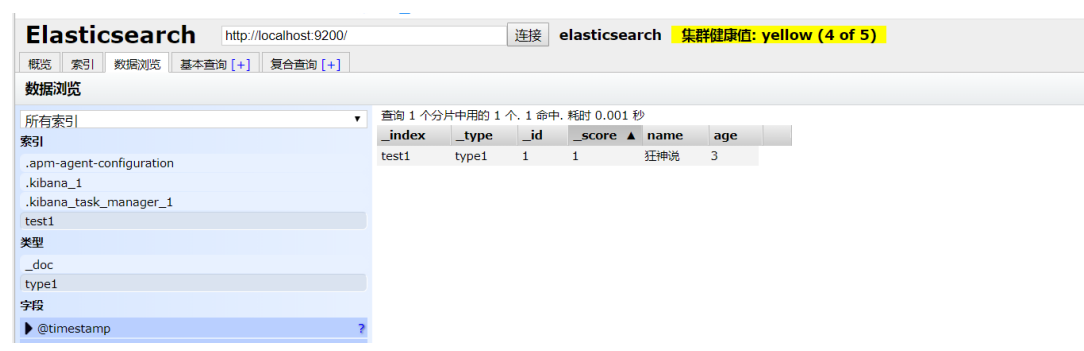 Elasticsearch http://localhost:9200/ 连接 elasticsearch 集群健康值: yellow (4 of 5)
概览 索引 数据浏览 基本查询 [+] 复合查询 [+]
数据浏览
所有索引 ▼
索引
.apm-agent-configuration
.kibana_1
.kibana_task_manager_1
test1
类型
_doc
type1
字段
▶ @timestamp ?
查询 1 个分片中用的 1 个. 1 命中. 耗时 0.001 秒
_index _type _id _score ▲ name age
test1 type1 1 1 狂神说 3